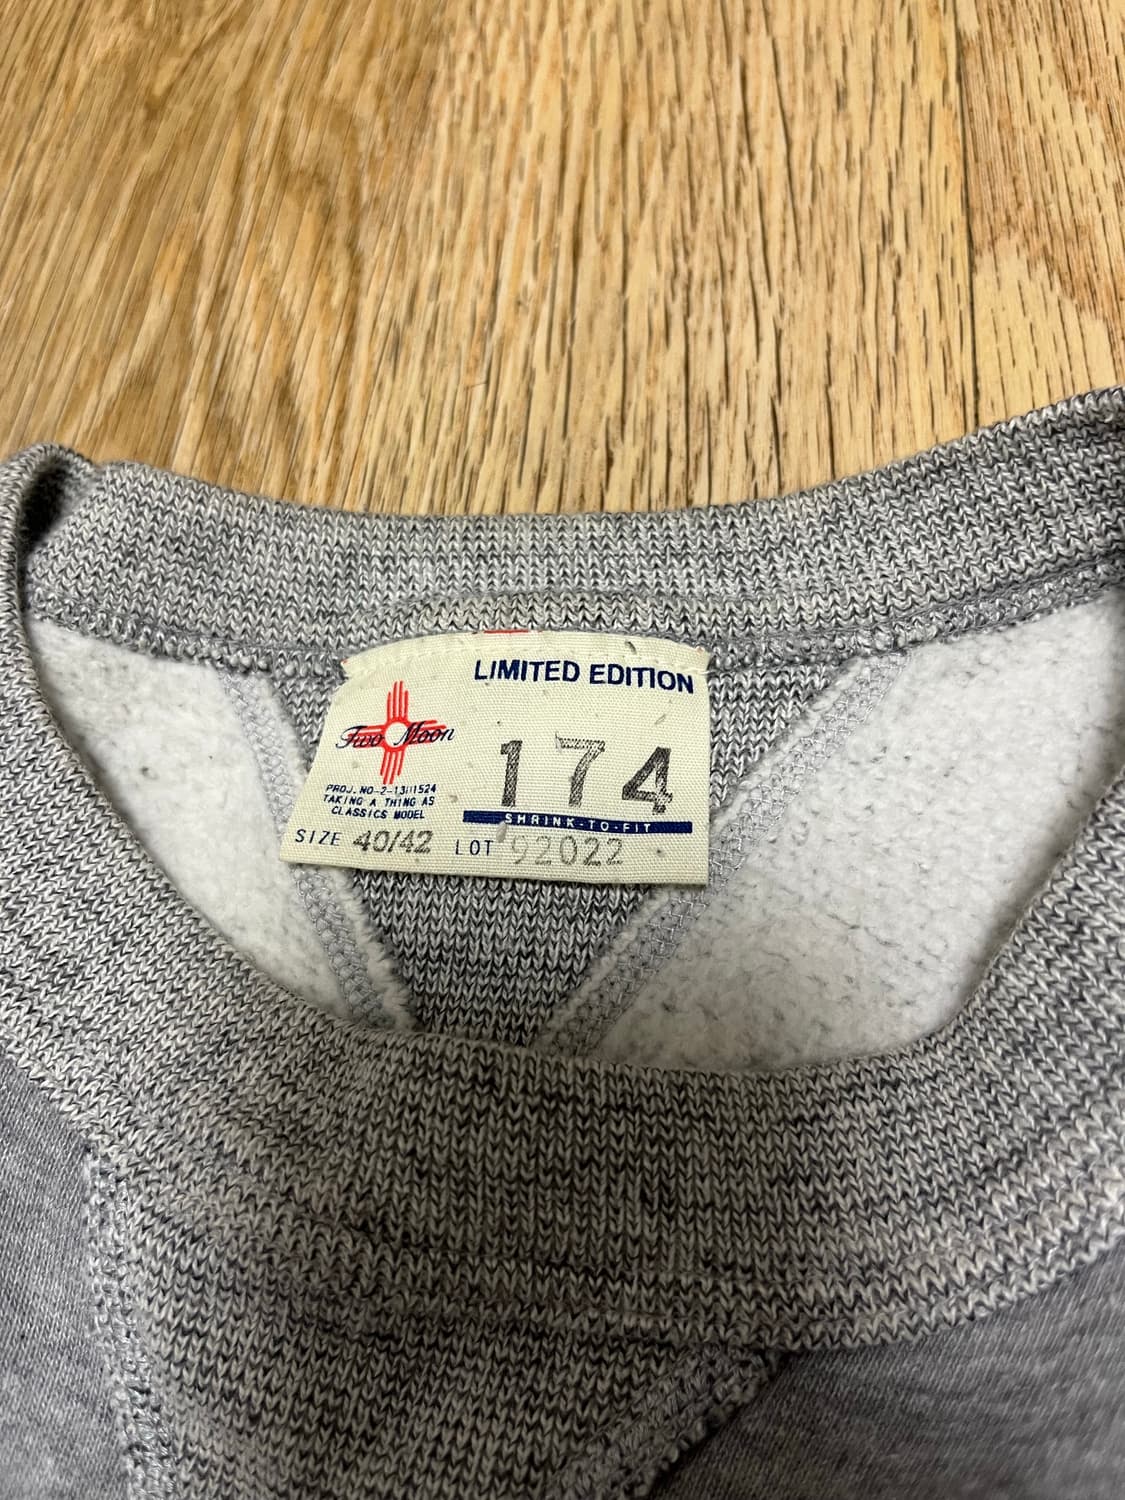 LIMITED EDITION
Two Moon
174
PROJ. NO-2-1311524
TAKING A THING AS
CLASSICS MODEL
SHRINK-TO-FIT
SIZE 40/42 LOT 92022